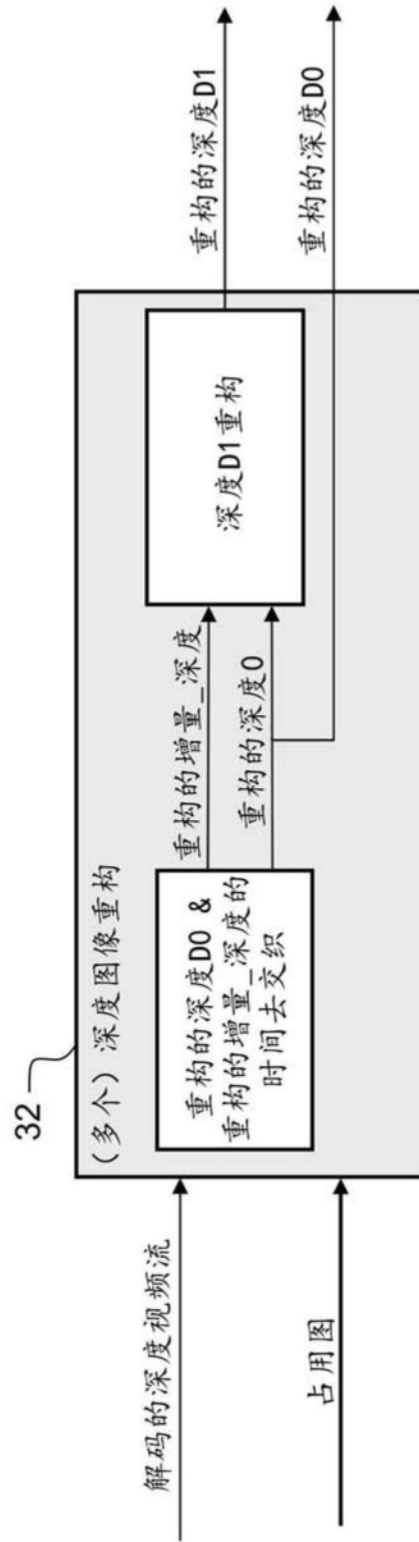 32
(多个)深度图像重构
解码的深度视频流
占用图
重构的深度D0 &
重构的增量_深度的
时间去交织
重构的增量_深度
重构的深度0
深度D1重构
重构的深度D1
重构的深度D0